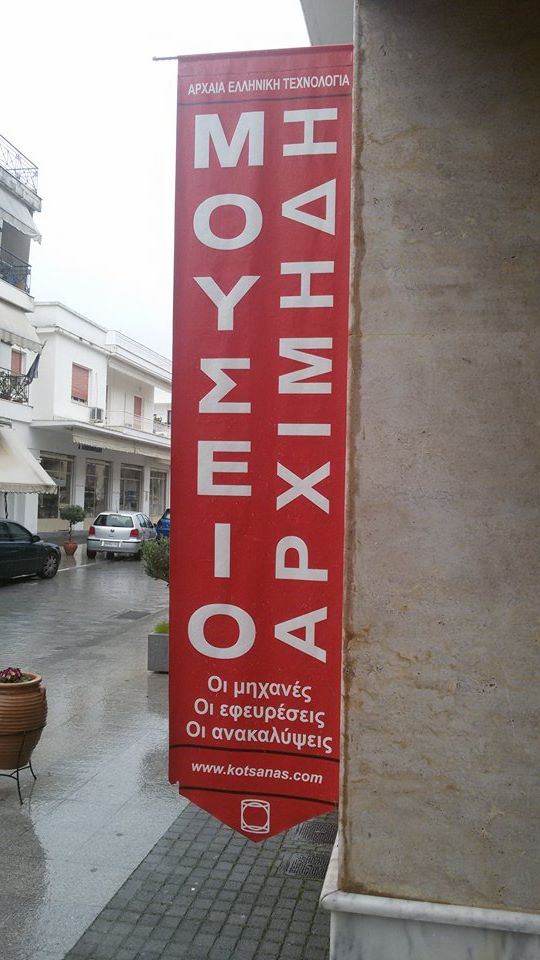 ΑΡΧΑΙΑ ΕΛΛΗΝΙΚΗ ΤΕΧΝΟΛΟΓΙΑ
ΜΟΥΣΕΙΟ
ΑΡΧΙΜΗΔΗ
Οι μηχανές
Οι εφευρέσεις
Οι ανακαλύψεις
www.kotsanas.com